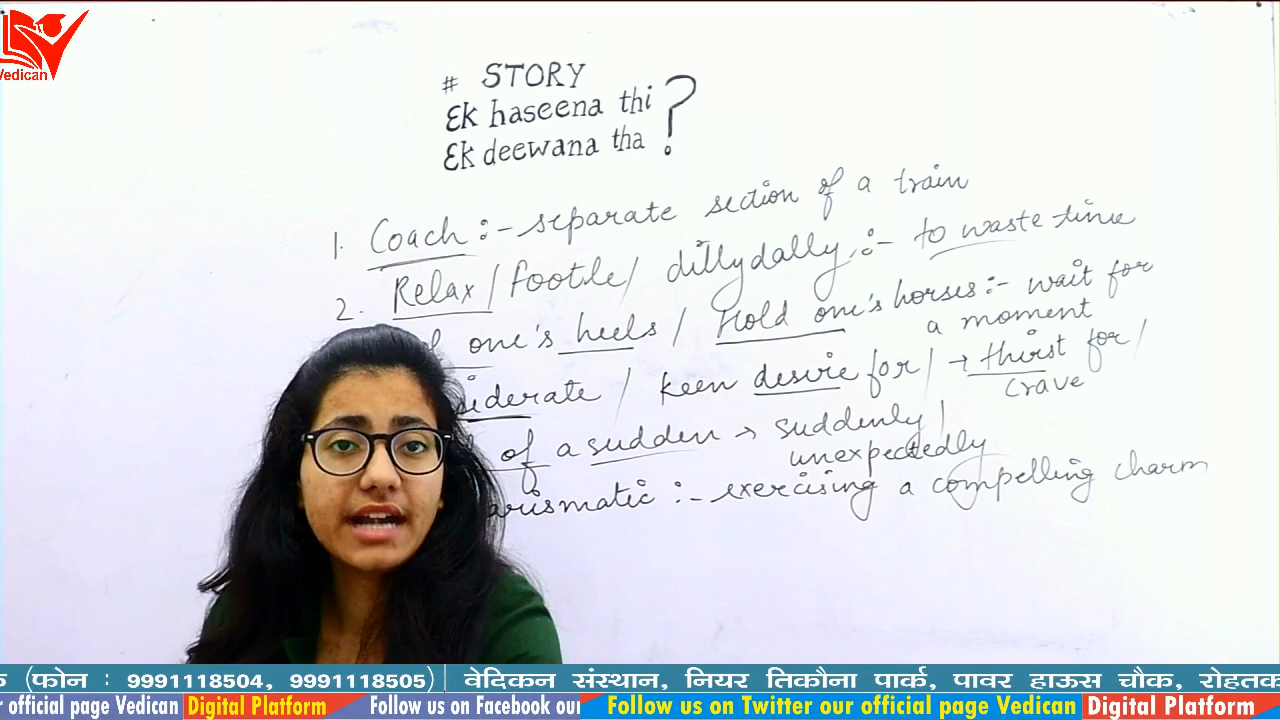 Vedican
# STORY
Ek haseena thi
Ek deewana tha ?
1. Coach :- separate section of a train
2. Relax / footle / dillydally :- to waste time
one's heels / Hold one's horses :- wait for
a moment
siderate / keen desire for / → thirst for /
crave
of a sudden → suddenly /
unexpectedly
arismatic :- exercising a compelling charm
क (फोन : 9991118504, 9991118505) | वेदिकन संस्थान, नियर तिकौना पार्क, पावर हाऊस चौक, रोहतक
r official page Vedican Digital Platform Follow us on Facebook our Follow us on Twitter our official page Vedican Digital Platform